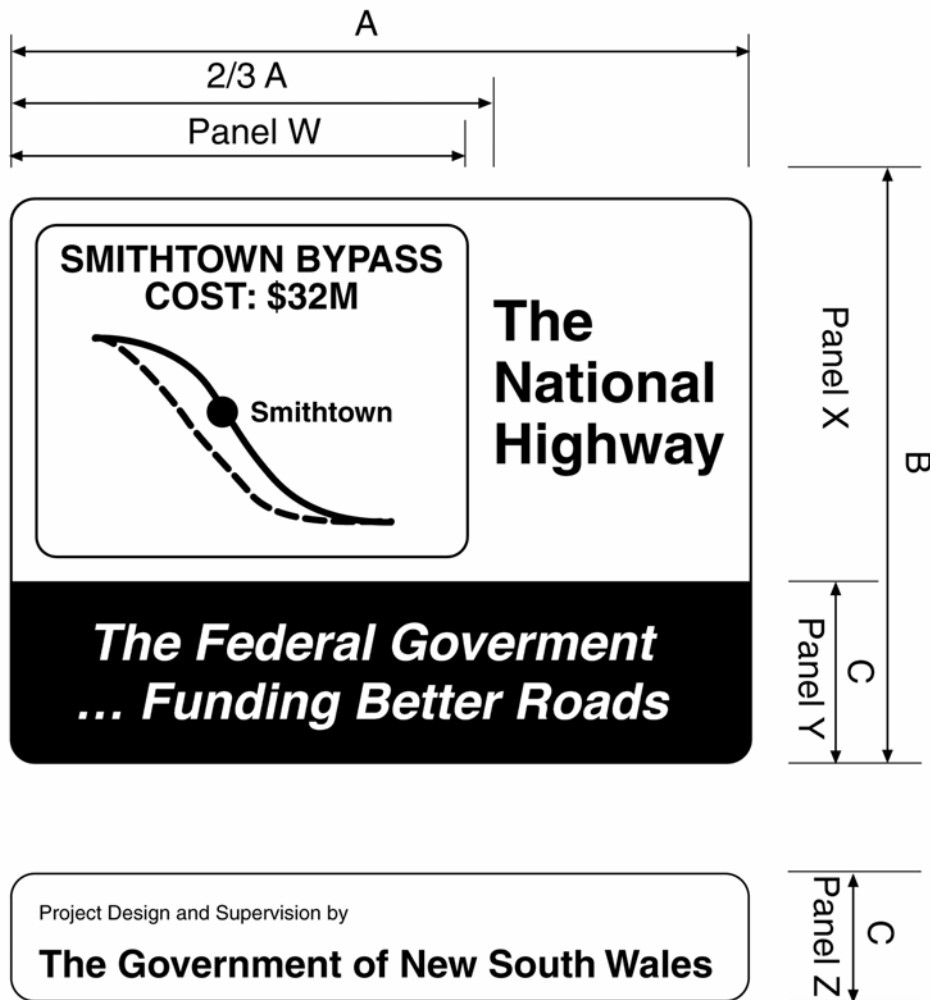 A
2/3 A
Panel W
SMITHTOWN BYPASS
COST: $32M
Smithtown
The
National
Highway
Panel X
B
The Federal Goverment
... Funding Better Roads
Panel Y
C
Project Design and Supervision by
The Government of New South Wales
Panel Z
C